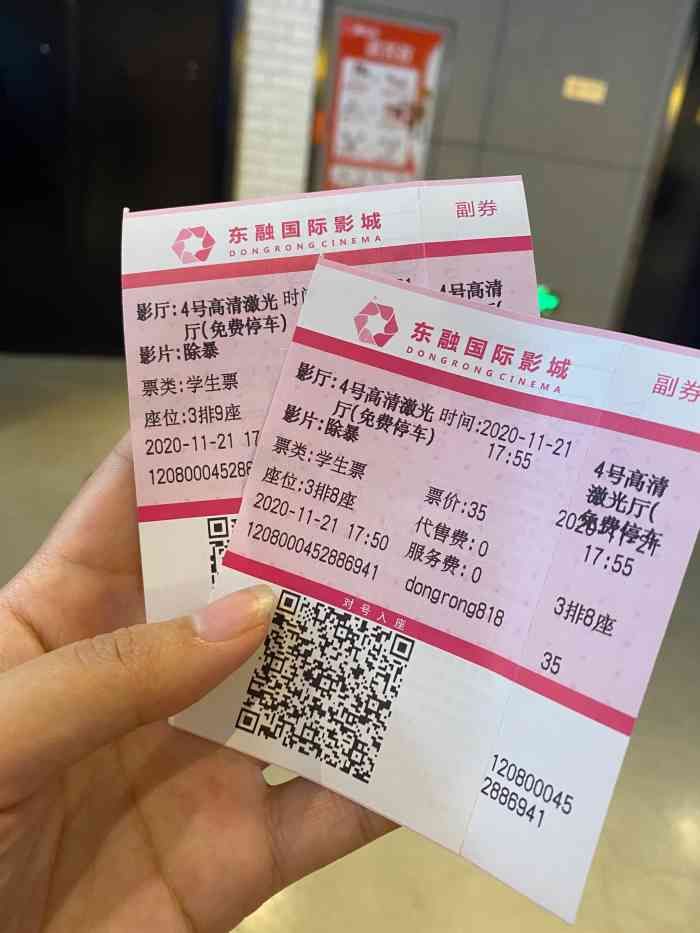 东融国际影城
DONGRONG CINEMA
副券
影厅:4号高清激光
厅(免费停车)
时间
影片:除暴
票类:学生票
座位:3排9座
2020-11-21 17
12080004528
4号高清
东融国际影城
DONGRONG CINEMA
副券
影厅:4号高清激光
厅(免费停车)
时间:2020-11-21
17:55
影片:除暴
票类:学生票
票价:35
座位:3排8座
代售费:0
2020-11-21 17:50
服务费:0
1208000452886941
dongrong818
对号入座
4号高清
激光厅(
免费停车
17:55
3排8座
35
120800045
2886941